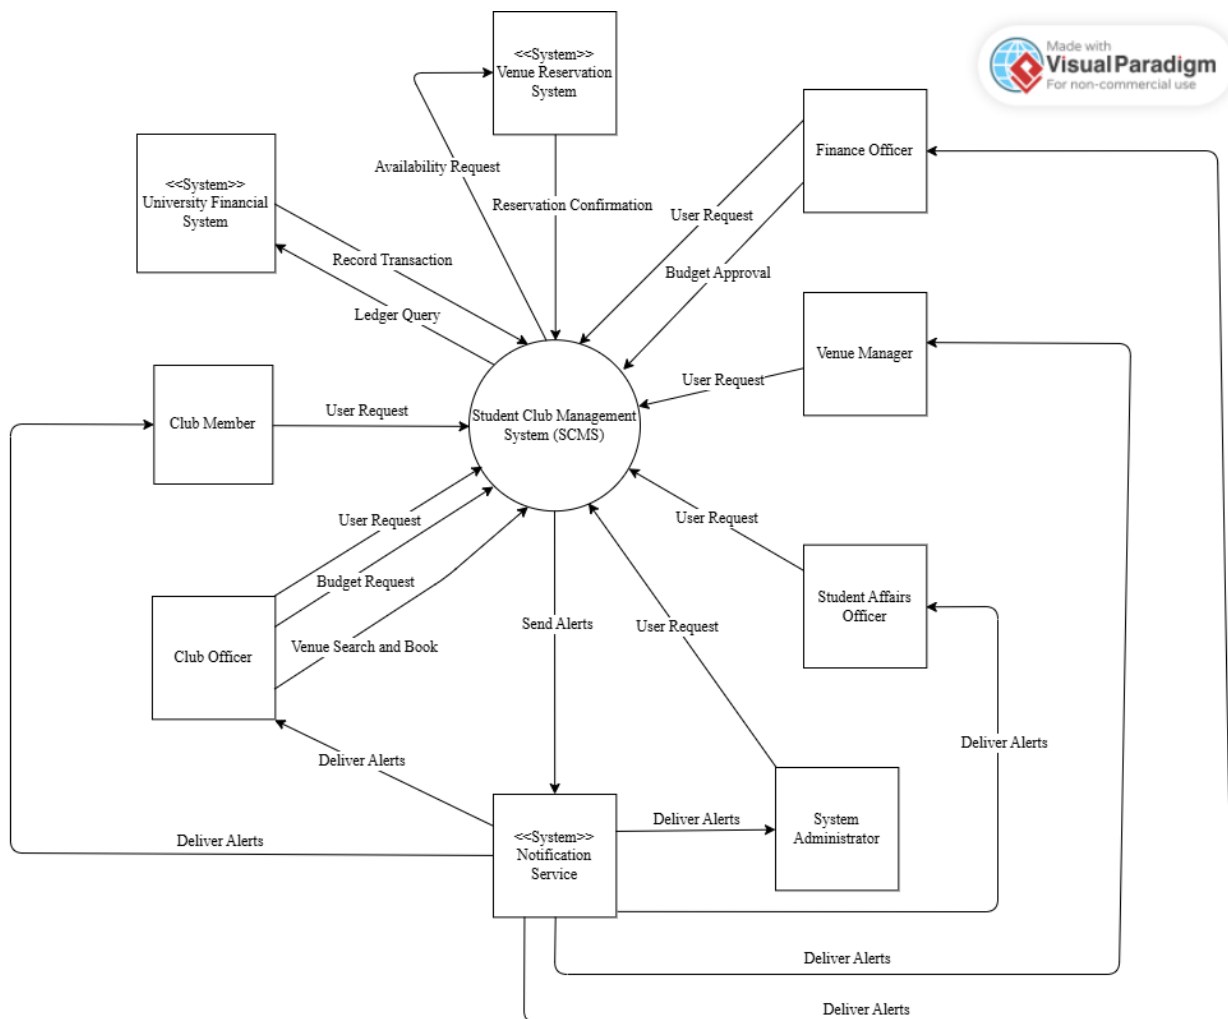 <<System>>
Venue Reservation
System
Made with
Visual Paradigm
For non-commercial use
Finance Officer
Availability Request
<<System>>
University Financial
System
Reservation Confirmation
User Request
Record Transaction
Budget Approval
Ledger Query
Venue Manager
User Request
Club Member
User Request
Student Club Management
System (SCMS)
User Request
User Request
Budget Request
Student Affairs
Officer
Send Alerts
User Request
Club Officer
Venue Search and Book
Deliver Alerts
Deliver Alerts
<<System>>
Notification
Service
Deliver Alerts
System
Administrator
Deliver Alerts
Deliver Alerts
Deliver Alerts